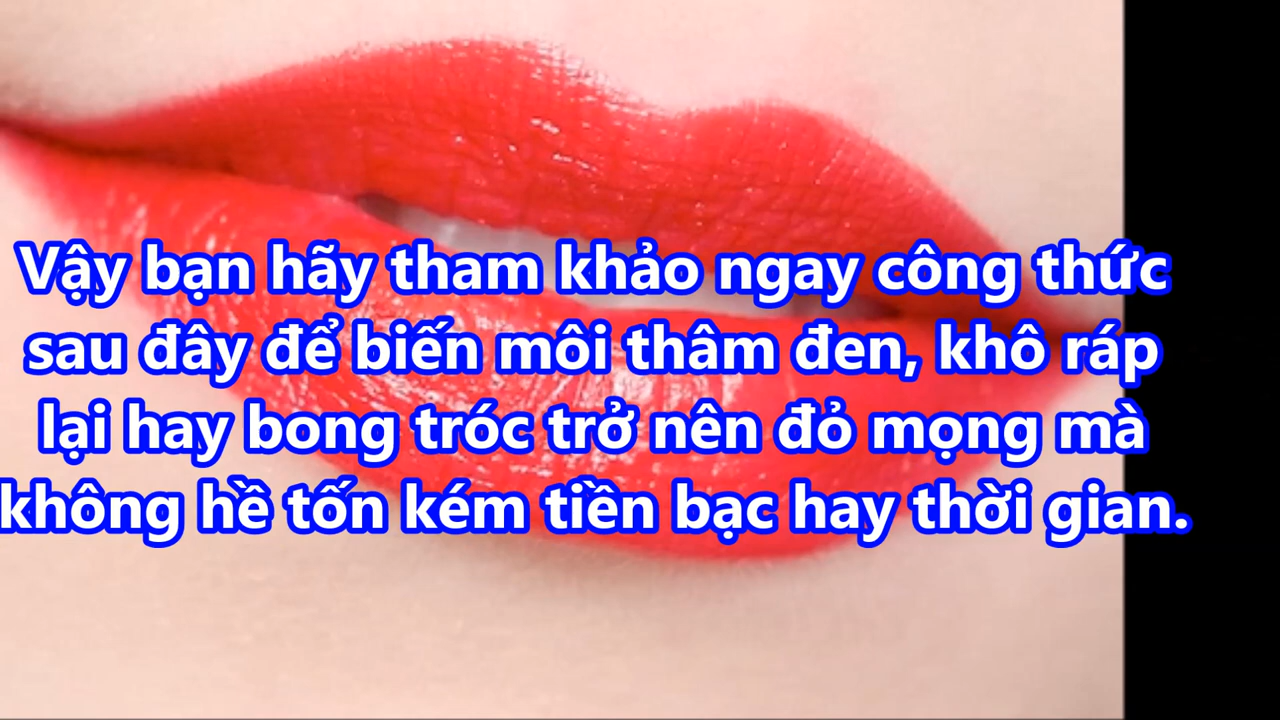 Vậy bạn hãy tham khảo ngay công thức
sau đây để biến môi thâm đen, khô ráp
lại hay bong tróc trở nên đỏ mọng mà
không hề tốn kém tiền bạc hay thời gian.